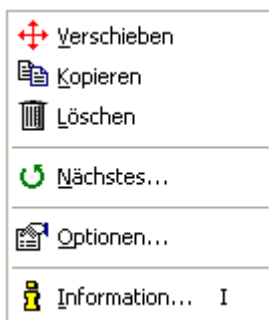 Verschieben
Kopieren
Löschen
Nächstes...
Optionen...
Information... I